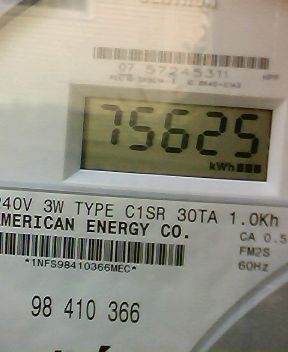 07 57245311
75625
kWh
240V 3W TYPE C1SR 30TA 1.0Kh
AMERICAN ENERGY CO.
CA 0.5
FM2S
60Hz
*1NFS98410366MEC*
98 410 366